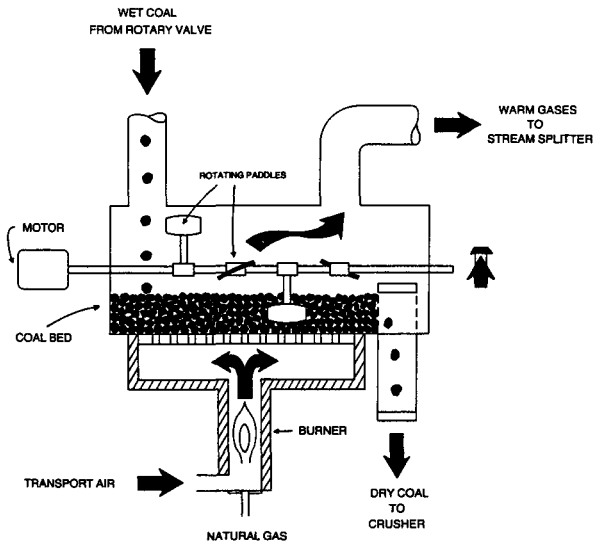 WET COAL
FROM ROTARY VALVE
WARM GASES
TO
STREAM SPLITTER
ROTATING PADDLES
MOTOR
COAL BED
BURNER
TRANSPORT AIR
DRY COAL
TO
CRUSHER
NATURAL GAS